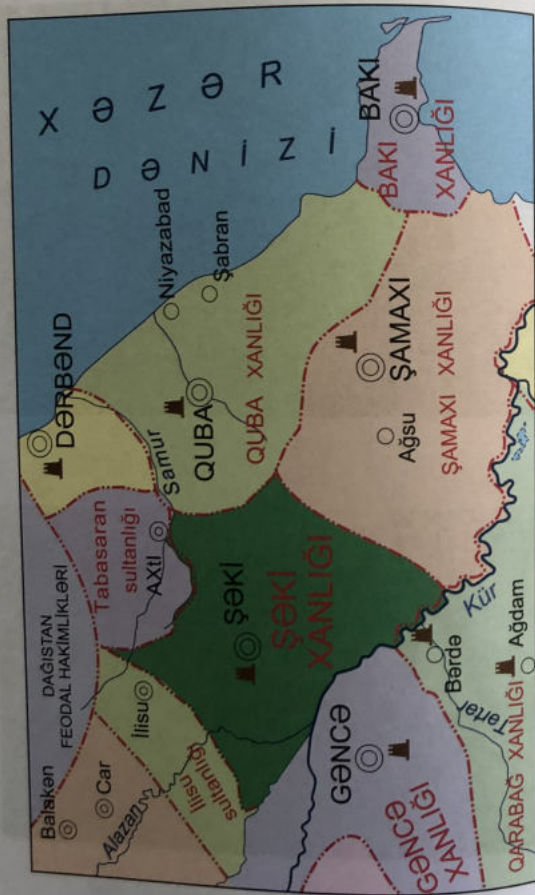 XƏZƏR
DƏNİZİ
DƏRBƏND
Niyazabad
Şabran
BAKI
BAKI
XANLIĞI
Samur
QUBA
QUBA XANLIĞI
ŞAMAXI
Ağsu
ŞAMAXI XANLIĞI
DAĞISTAN
FEODAL HAKİMLİKLƏRİ
Tabasaran
sultanlığı
AXtI
ŞƏKİ
ŞƏKİ
XANLIĞI
Balakən
Car
Alazan
İlisu
İlisu
sultanlığı
GƏNCƏ
GƏNCƏ
XANLIĞI
Kür
Bərdə
Ağdam
Tərtər
QARABAĞ XANLIĞI